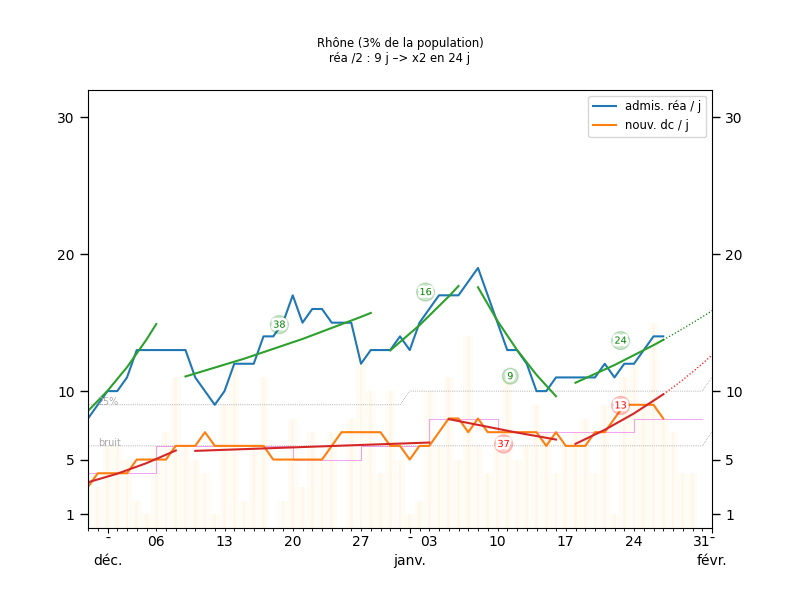 Rhône (3% de la population)
réa /2 : 9 j –> x2 en 24 j
admis. réa / j
nouv. dc / j
30
30
20
20
16
38
24
9
10
10
25%
13
bruit
37
5
5
1
1
- 06 13 20 27 - 03 10 17 24 31 -
déc. janv. févr.